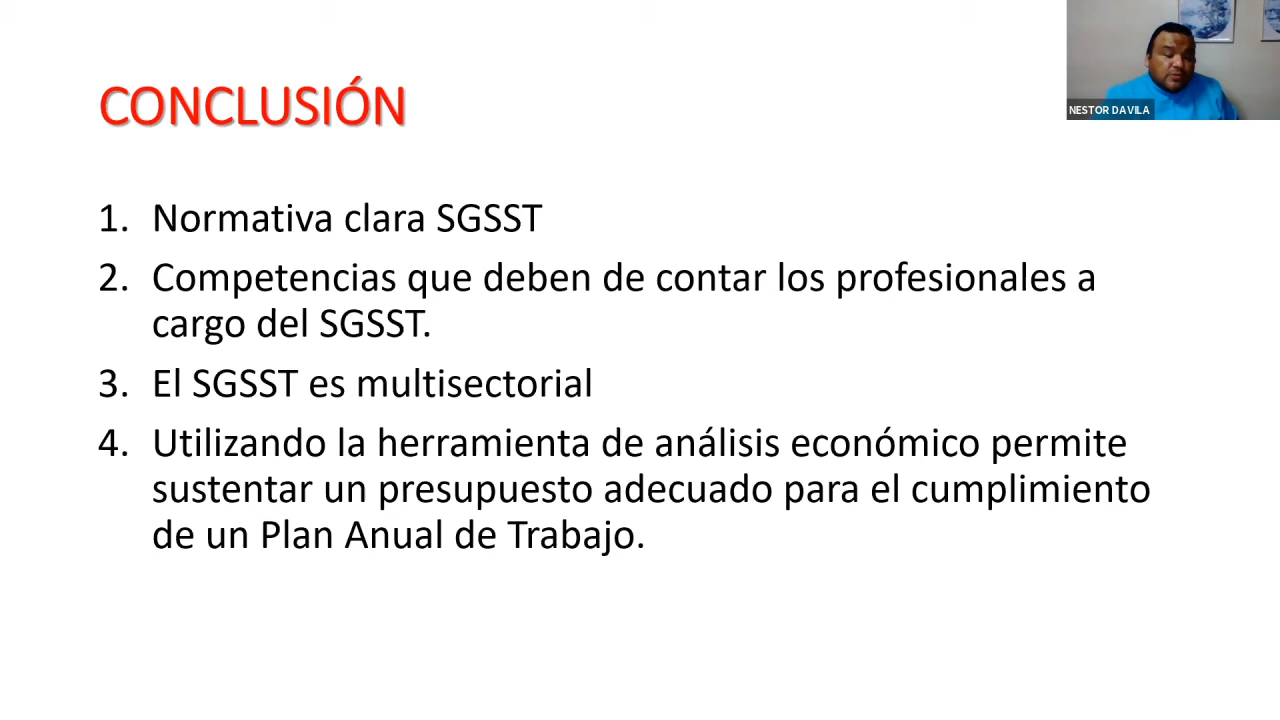 CONCLUSIÓN
NESTOR DAVILA
1. Normativa clara SGSST
2. Competencias que deben de contar los profesionales a
cargo del SGSST.
3. El SGSST es multisectorial
4. Utilizando la herramienta de análisis económico permite
sustentar un presupuesto adecuado para el cumplimiento
de un Plan Anual de Trabajo.